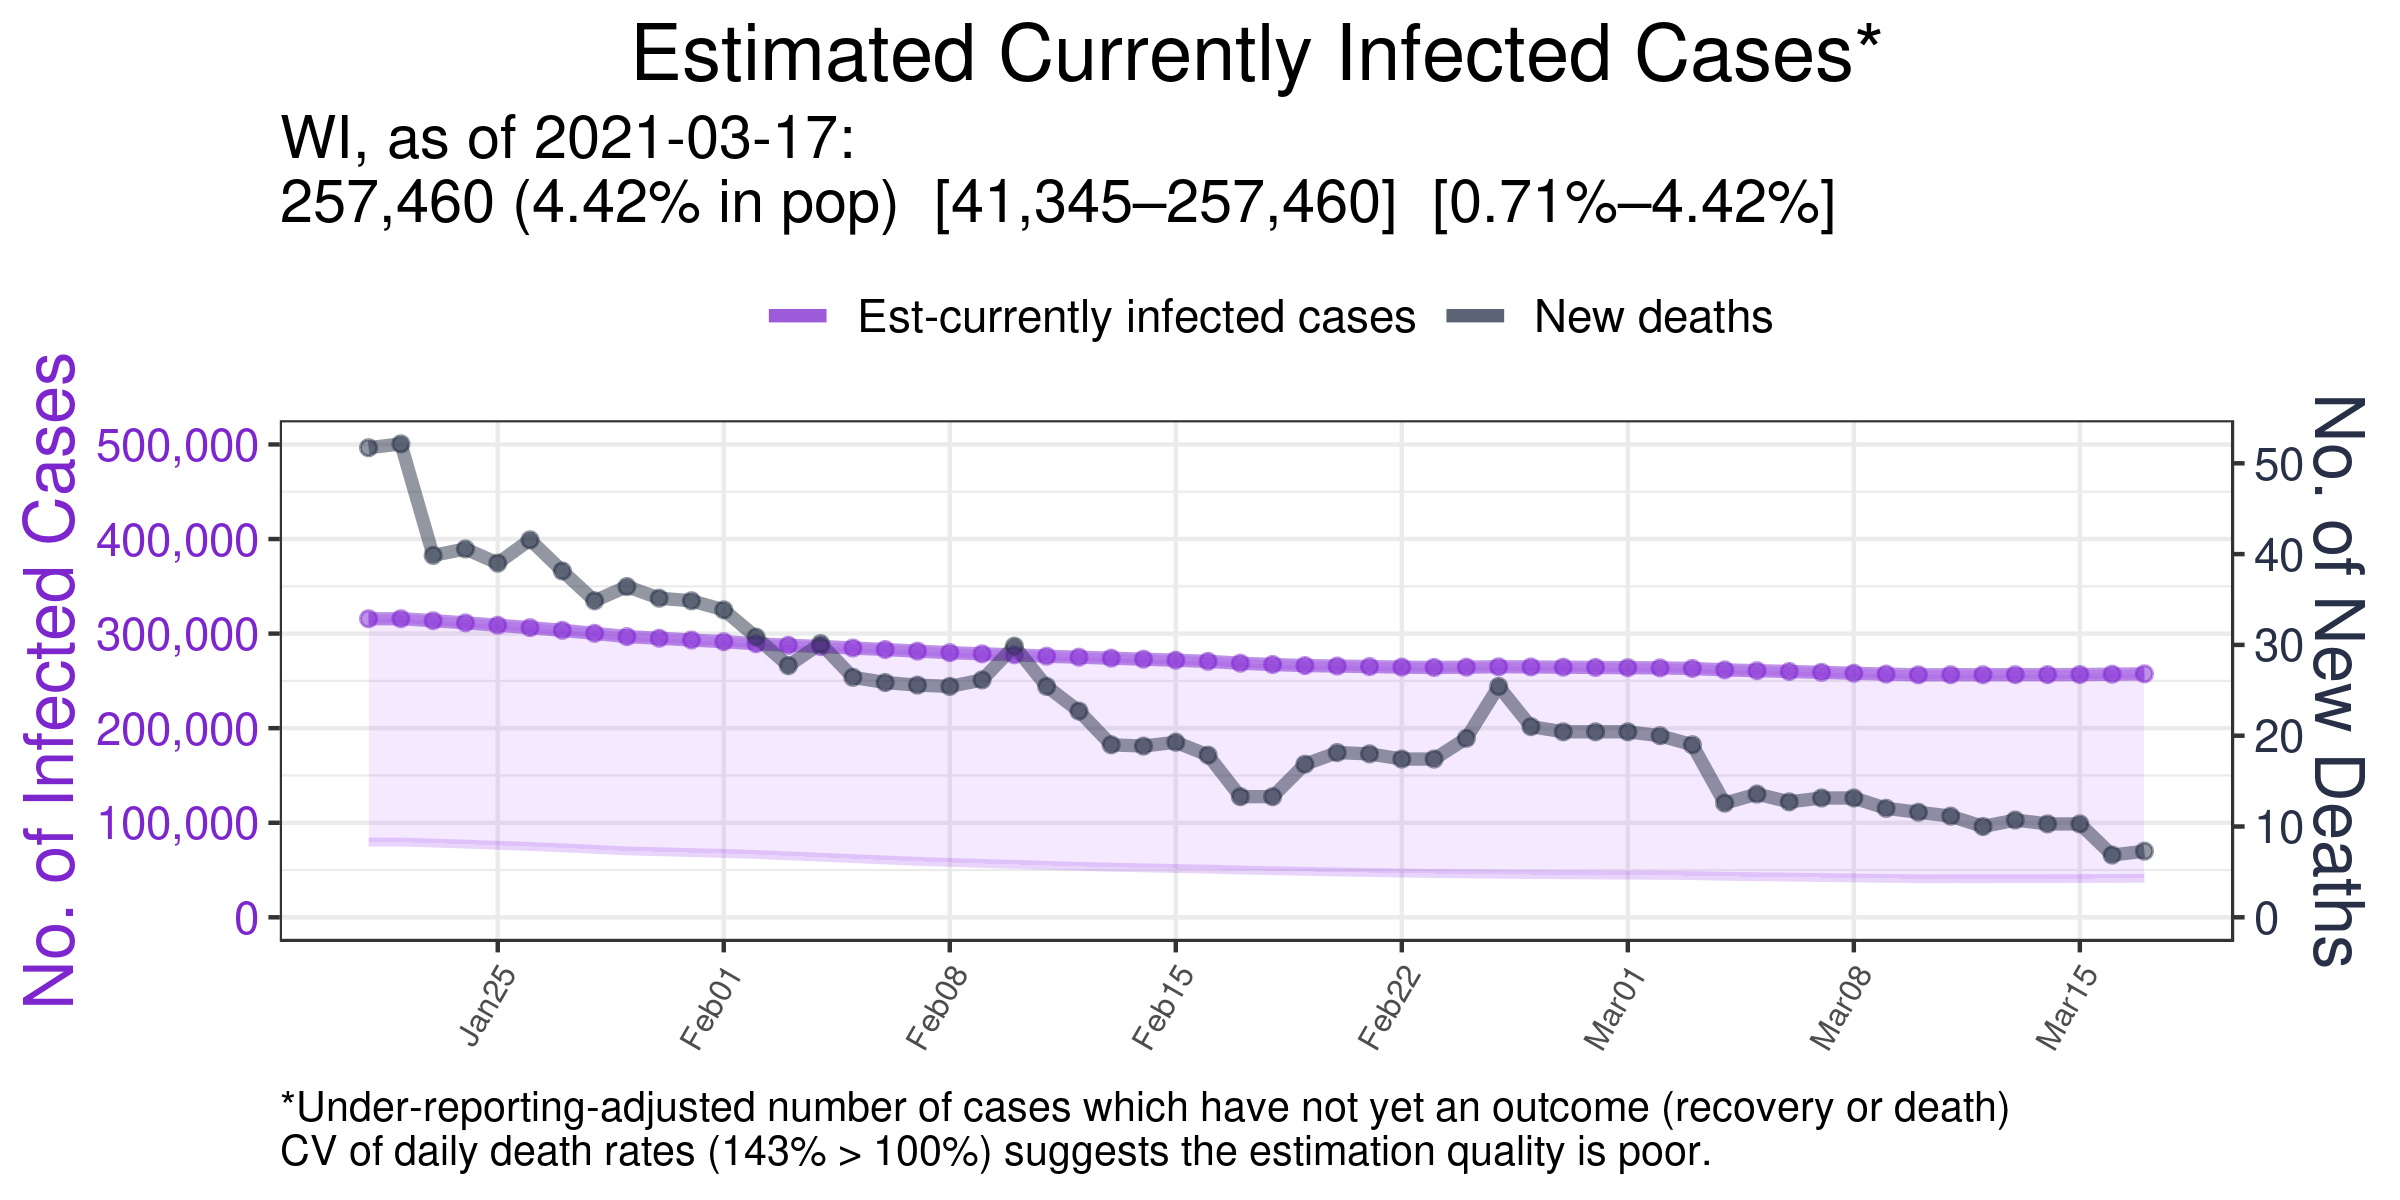 Estimated Currently Infected Cases*
WI, as of 2021-03-17:
257,460 (4.42% in pop)  [41,345–257,460]  [0.71%–4.42%]
Est-currently infected cases
New deaths
No. of Infected Cases
500,000
400,000
300,000
200,000
100,000
0
50
40
30
20
10
0
No. of New Deaths
Jan25
Feb01
Feb08
Feb15
Feb22
Mar01
Mar08
Mar15
*Under-reporting-adjusted number of cases which have not yet an outcome (recovery or death)
CV of daily death rates (143% > 100%) suggests the estimation quality is poor.